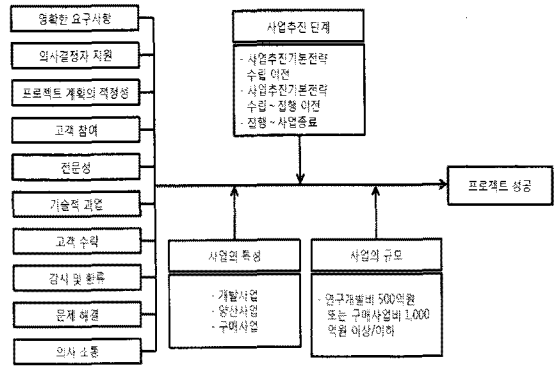 명확한 요구사항
의사결정자 지원
프로젝트 계획의 적정성
고객 참여
전문성
기술적 과업
고객 수락
감시 및 환류
문제 해결
의사 소통
사업추진 단계
· 사업추진기본전략
수립 이전
· 사업추진기본전략
수립 ~ 집행 이전
· 집행 ~ 사업종료
프로젝트 성공
사업의 특성
· 개발사업
· 양산사업
· 구매사업
사업의 규모
· 연구개발비 500억원
또는 구매사업비 1,000
억원 이상/이하